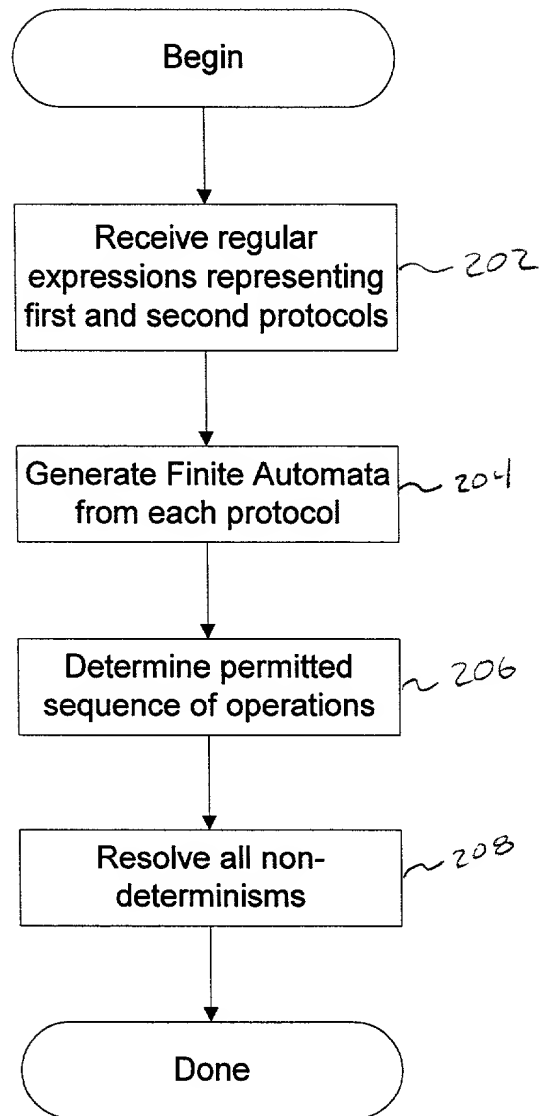 Begin
Receive regular
expressions representing
first and second protocols
202
Generate Finite Automata
from each protocol
204
Determine permitted
sequence of operations
206
Resolve all non-
determinisms
208
Done